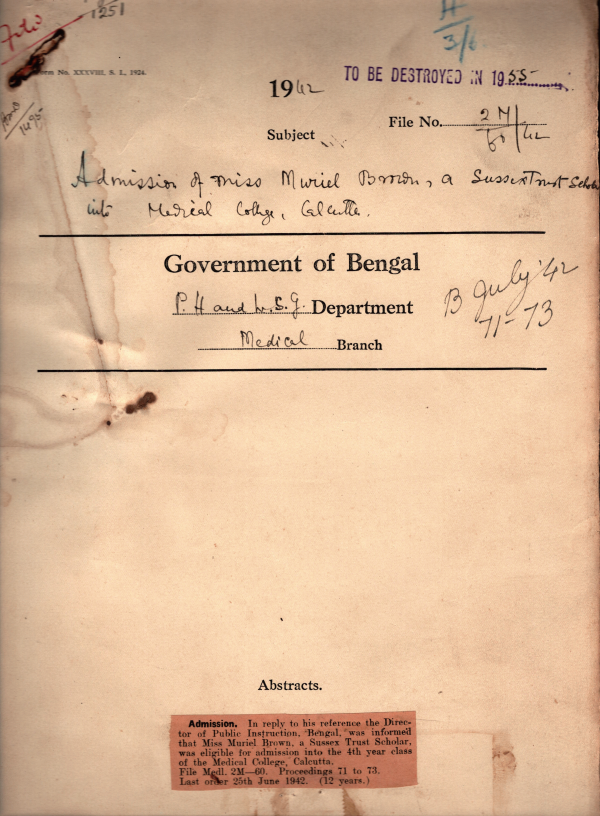 1251
Form No. XXXVIII, S. I., 1924.
TO BE DESTROYED IN 1955
1942
File No. 2M/60/42
Subject
Admission of Miss Muriel Brown, a Sussex Trust Scholar
into Medical College, Calcutta.
Government of Bengal
P. H and L. S. G. Department
Medical Branch
B July '42
71-73
Abstracts.
Admission. In reply to his reference the Direc-
tor of Public Instruction, Bengal, was informed
that Miss Muriel Brown, a Sussex Trust Scholar,
was eligible for admission into the 4th year class
of the Medical College, Calcutta.
File Medl. 2M—60. Proceedings 71 to 73.
Last order 25th June 1942. (12 years.)